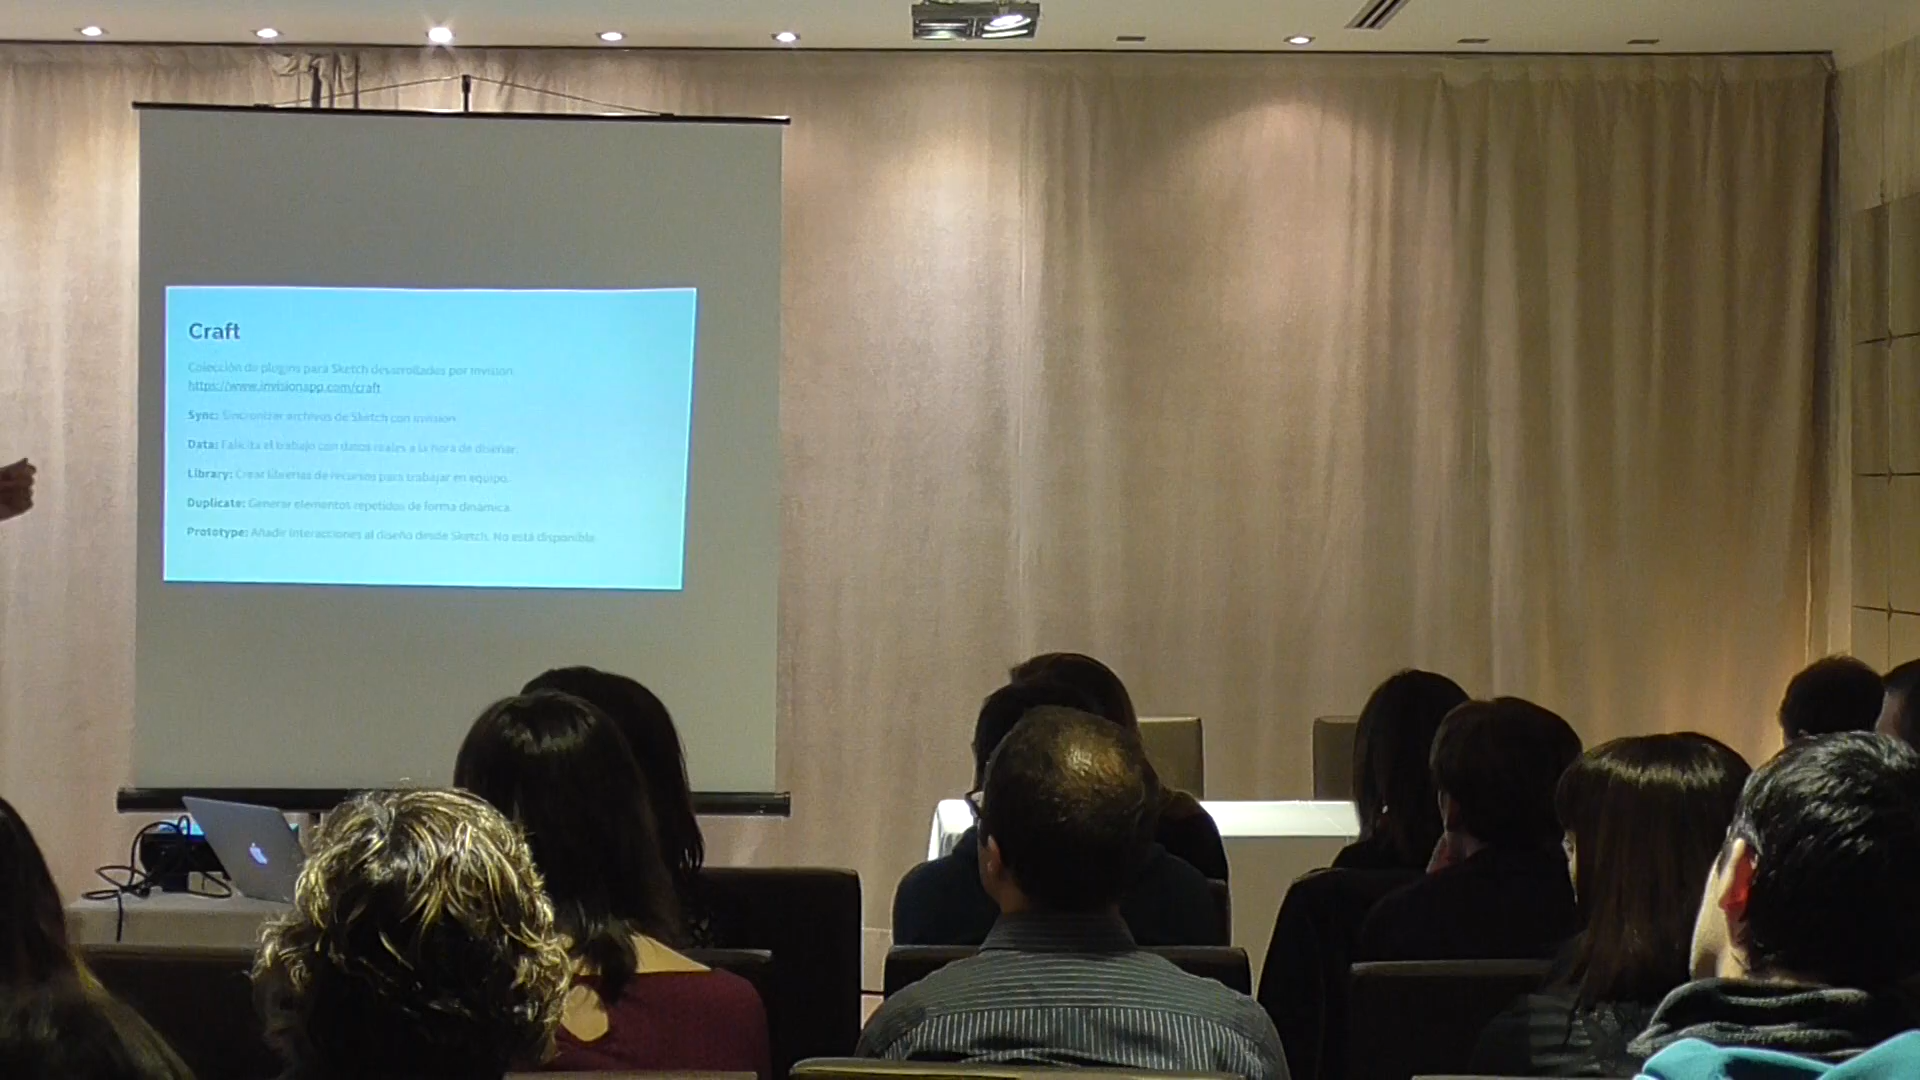 Craft
Colección de plugins para Sketch desarrollados por Invision.
https://www.invisionapp.com/craft
Sync: Sincronizar archivos de Sketch con Invision.
Data: Falicita el trabajo con datos reales a la hora de diseñar.
Library: Crear librerías de recursos para trabajar en equipo.
Duplicate: Generar elementos repetidos de forma dinámica.
Prototype: Añadir interacciones al diseño desde Sketch. No está disponible.